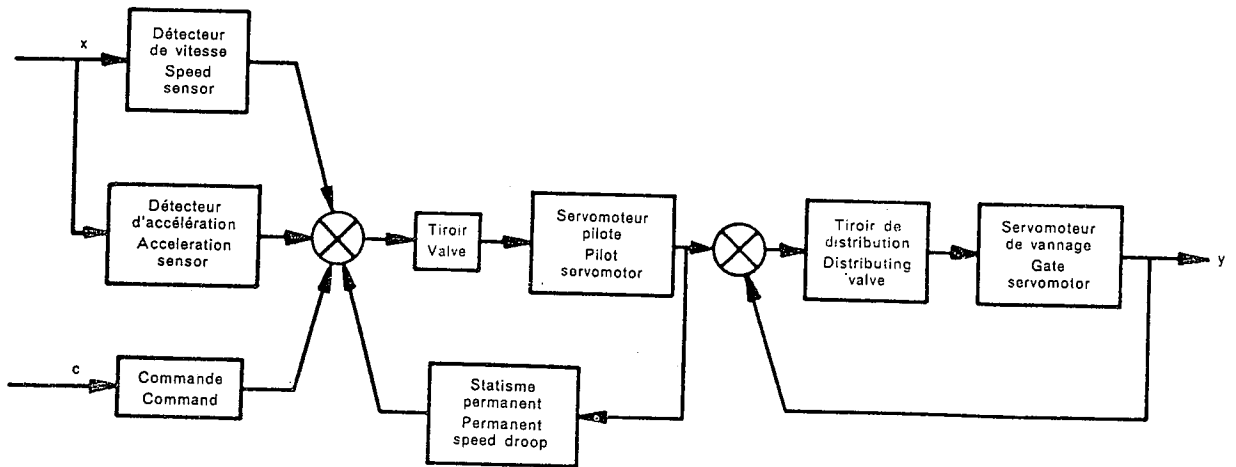 x
Détecteur
de vitesse
Speed
sensor
Détecteur
d'accélération
Acceleration
sensor
c
Commande
Command
Tiroir
Valve
Servomoteur
pilote
Pilot
servomotor
Statisme
permanent
Permanent
speed droop
Tiroir de
distribution
Distributing
valve
Servomoteur
de vannage
Gate
servomotor
y